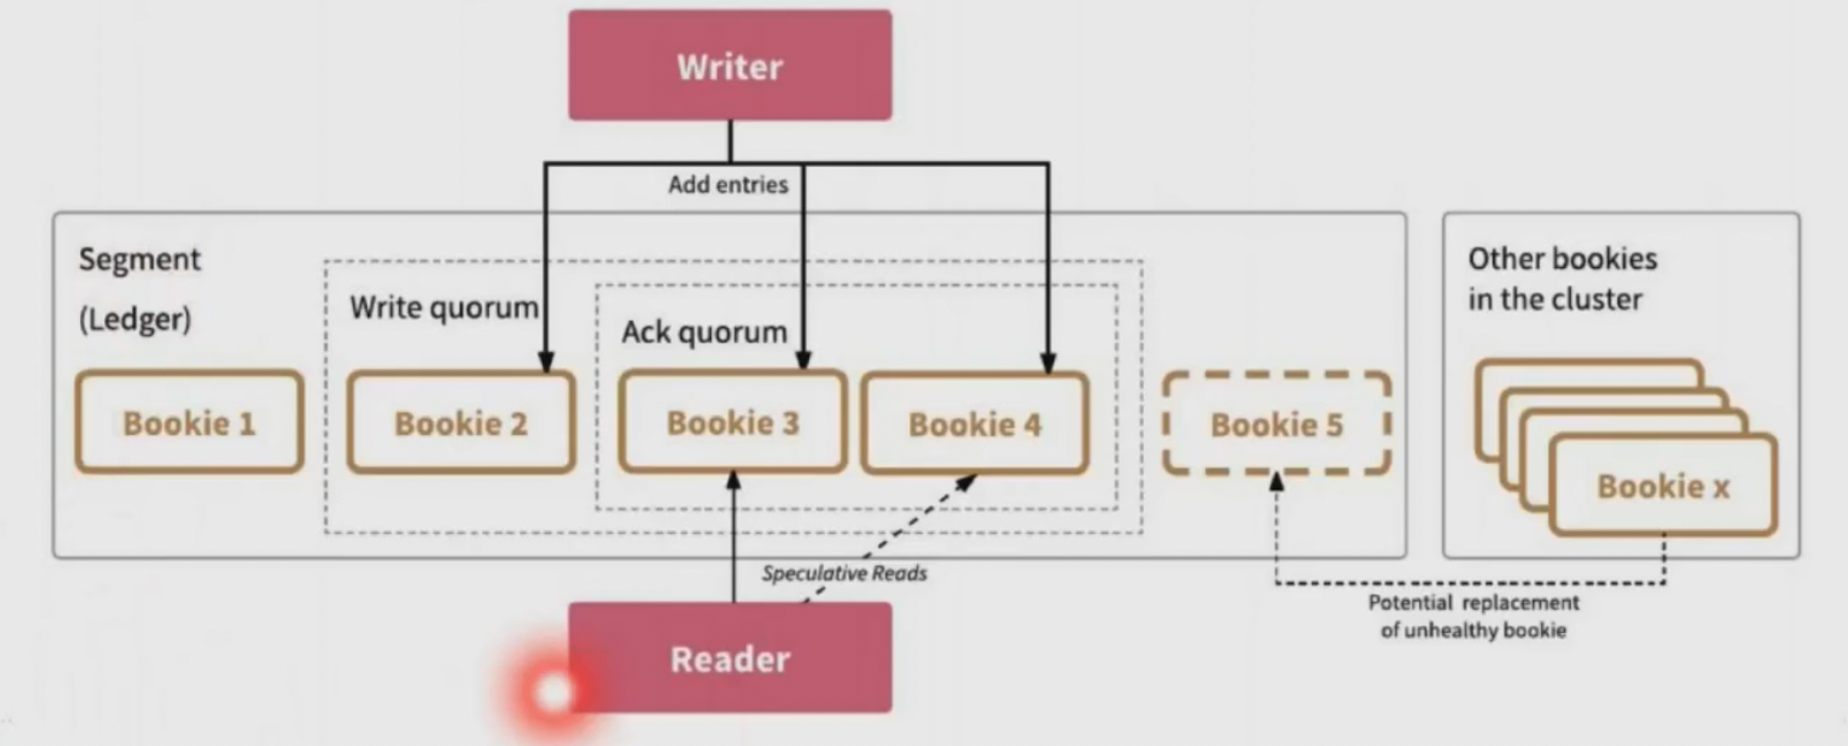 Writer
Add entries
Segment
(Ledger)
Write quorum
Ack quorum
Bookie 1
Bookie 2
Bookie 3
Bookie 4
Bookie 5
Other bookies
in the cluster
Bookie x
Speculative Reads
Potential replacement
of unhealthy bookie
Reader